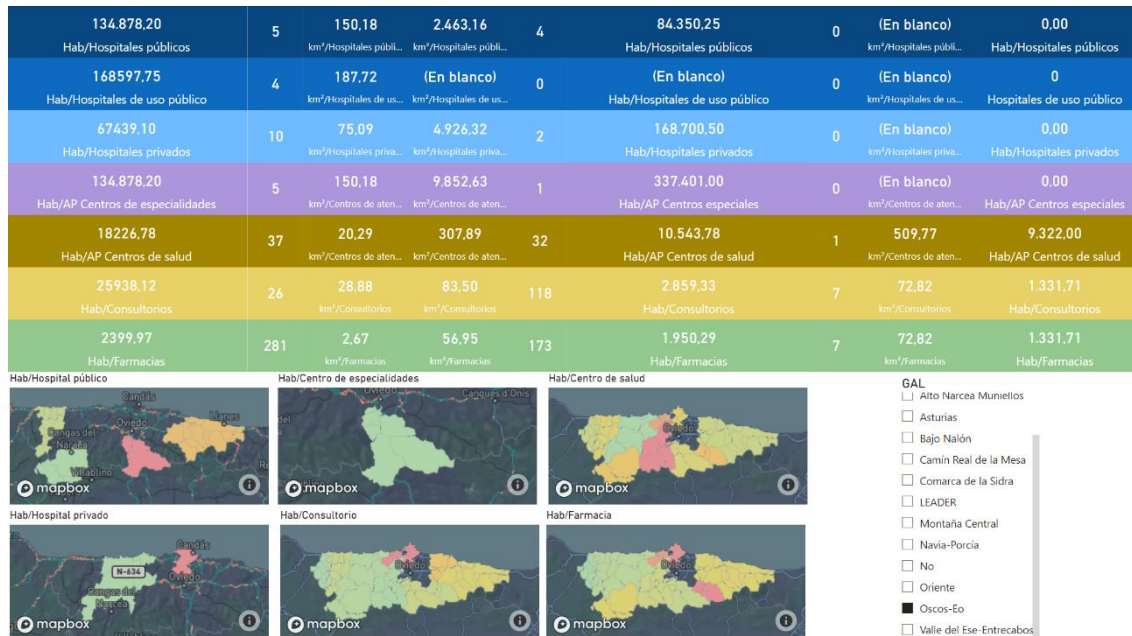 134.878,20 5 150,18 2.463,16 4 84.350,25 0 (En blanco) 0,00
Hab/Hospitales públicos km²/Hospitales públi... km²/Hospitales públi... Hab/Hospitales públicos km²/Hospitales públi... Hab/Hospitales públicos
168597,75 4 187,72 (En blanco) 0 (En blanco) 0 (En blanco) 0
Hab/Hospitales de uso público km²/Hospitales de us... km²/Hospitales de us... Hab/Hospitales de uso público km²/Hospitales de us... Hospitales de uso público
67439,10 10 75,09 4.926,32 2 168.700,50 0 (En blanco) 0,00
Hab/Hospitales privados km²/Hospitales priva... km²/Hospitales priva... Hab/Hospitales privados km²/Hospitales priva... Hab/Hospitales privados
134.878,20 5 150,18 9.852,63 1 337.401,00 0 (En blanco) 0,00
Hab/AP Centros de especialidades km²/Centros de aten... km²/Centros de aten... Hab/AP Centros especiales km²/Centros de aten... Hab/AP Centros especiales
18226,78 37 20,29 307,89 32 10.543,78 1 509,77 9.322,00
Hab/AP Centros de salud km²/Centros de aten... km²/Centros de aten... Hab/AP Centros de salud km²/Centros de aten... Hab/AP Centros de salud
25938,12 26 28,88 83,50 118 2.859,33 7 72,82 1.331,71
Hab/Consultorios km²/Consultorios km²/Consultorios Hab/Consultorios km²/Consultorios Hab/Consultorios
2399,97 281 2,67 56,95 173 1.950,29 7 72,82 1.331,71
Hab/Farmacias km²/Farmacias km²/Farmacias Hab/Farmacias km²/Farmacias Hab/Farmacias
Hab/Hospital público
Candás
Oviedo
Llanes
Cangas del
Narcea
Villablino
mapbox
Hab/Centro de especialidades
Oviedo
Cangues d'Onís
mapbox
Hab/Centro de salud
Oviedo
mapbox
Hab/Hospital privado
Candás
N-634
Oviedo
Cangas del
Narcea
mapbox
Hab/Consultorio
Oviedo
mapbox
Hab/Farmacia
Oviedo
mapbox
GAL
Alto Narcea Muniellos
Asturias
Bajo Nalón
Camín Real de la Mesa
Comarca de la Sidra
LEADER
Montaña Central
Navia-Porcía
No
Oriente
Oscos-Eo
Valle del Ese-Entrecabos